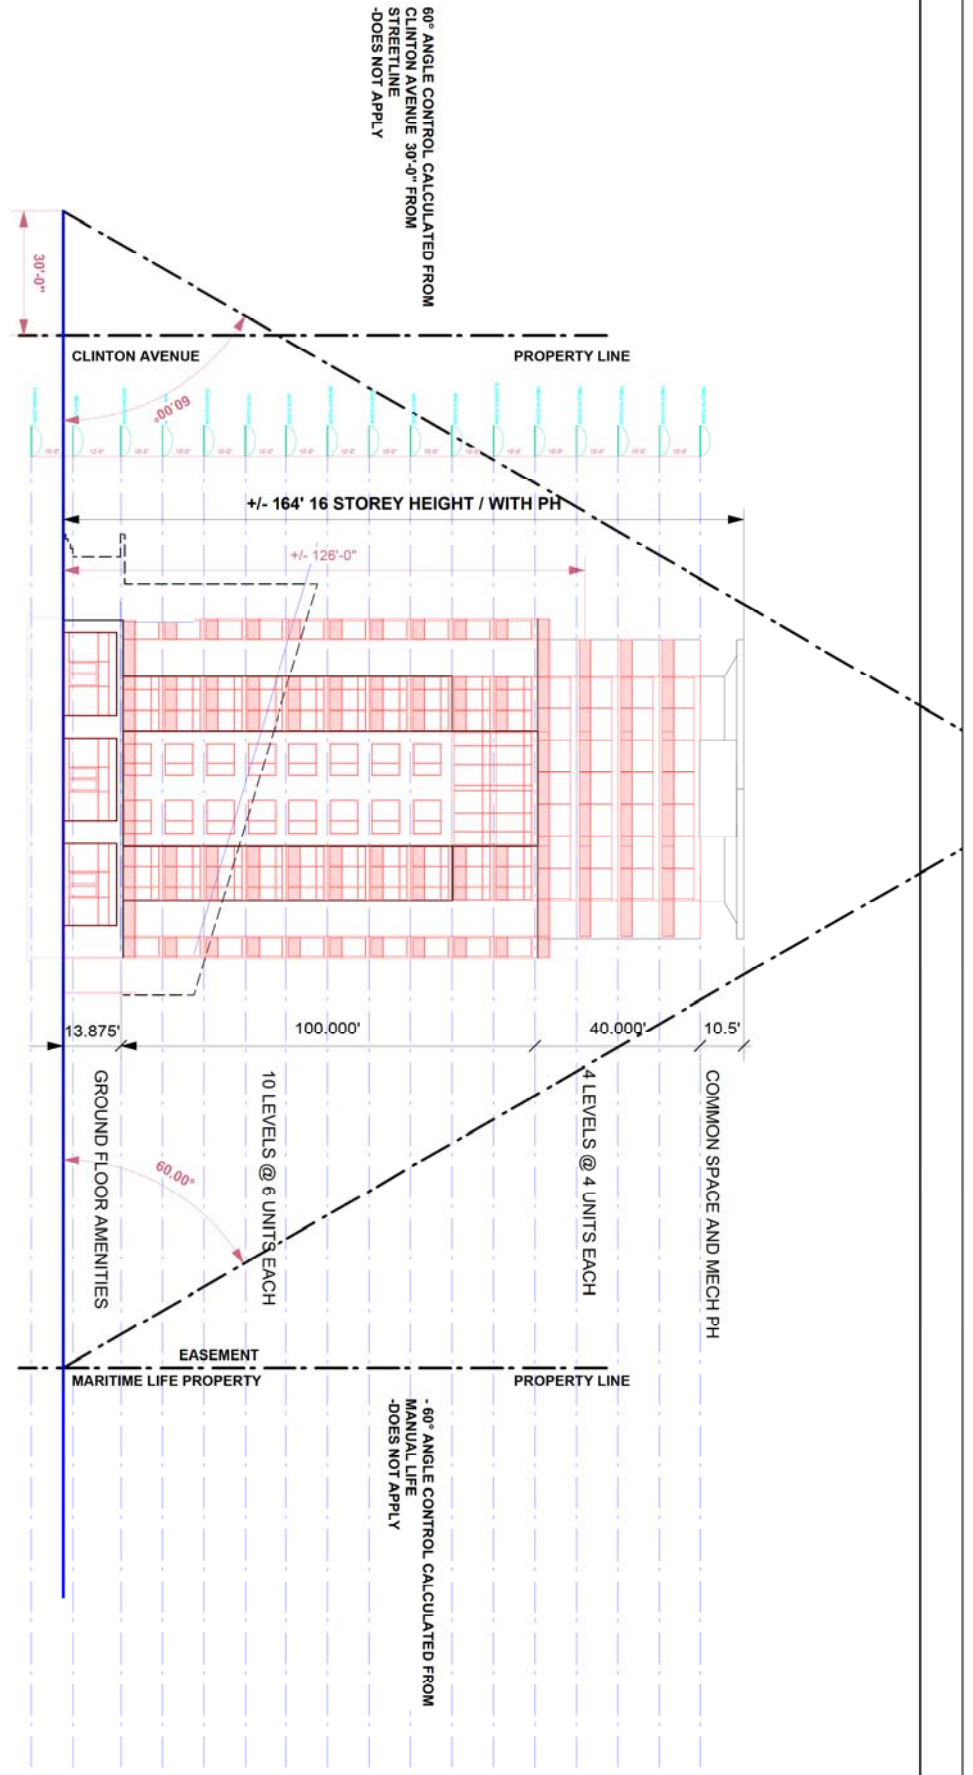 60° ANGLE CONTROL CALCULATED FROM
CLINTON AVENUE 30'-0" FROM
STREETLINE
-DOES NOT APPLY
30'-0"
CLINTON AVENUE
PROPERTY LINE
60.00°
+/- 164' 16 STOREY HEIGHT / WITH PH
+/- 126'-0"
13.875'
100.000'
40.000'
10.5'
GROUND FLOOR AMENITIES
10 LEVELS @ 6 UNITS EACH
4 LEVELS @ 4 UNITS EACH
COMMON SPACE AND MECH PH
60.00°
EASEMENT
MARITIME LIFE PROPERTY
PROPERTY LINE
- 60° ANGLE CONTROL CALCULATED FROM
MANUAL LIFE
-DOES NOT APPLY